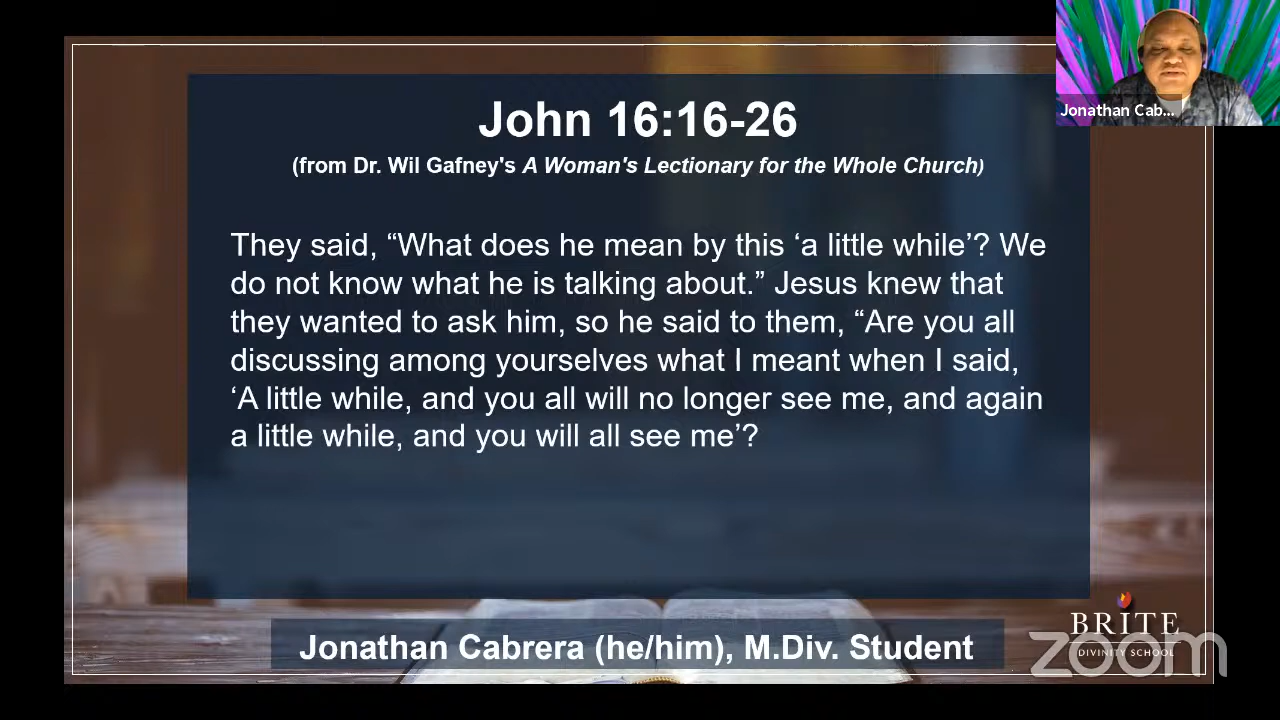 John 16:16-26
(from Dr. Wil Gafney's A Woman's Lectionary for the Whole Church)
They said, “What does he mean by this ‘a little while’? We
do not know what he is talking about.” Jesus knew that
they wanted to ask him, so he said to them, “Are you all
discussing among yourselves what I meant when I said,
‘A little while, and you all will no longer see me, and again
a little while, and you will all see me’?
Jonathan Cabrera (he/him), M.Div. Student
Jonathan Cab...
BRITE
DIVINITY SCHOOL
zoom